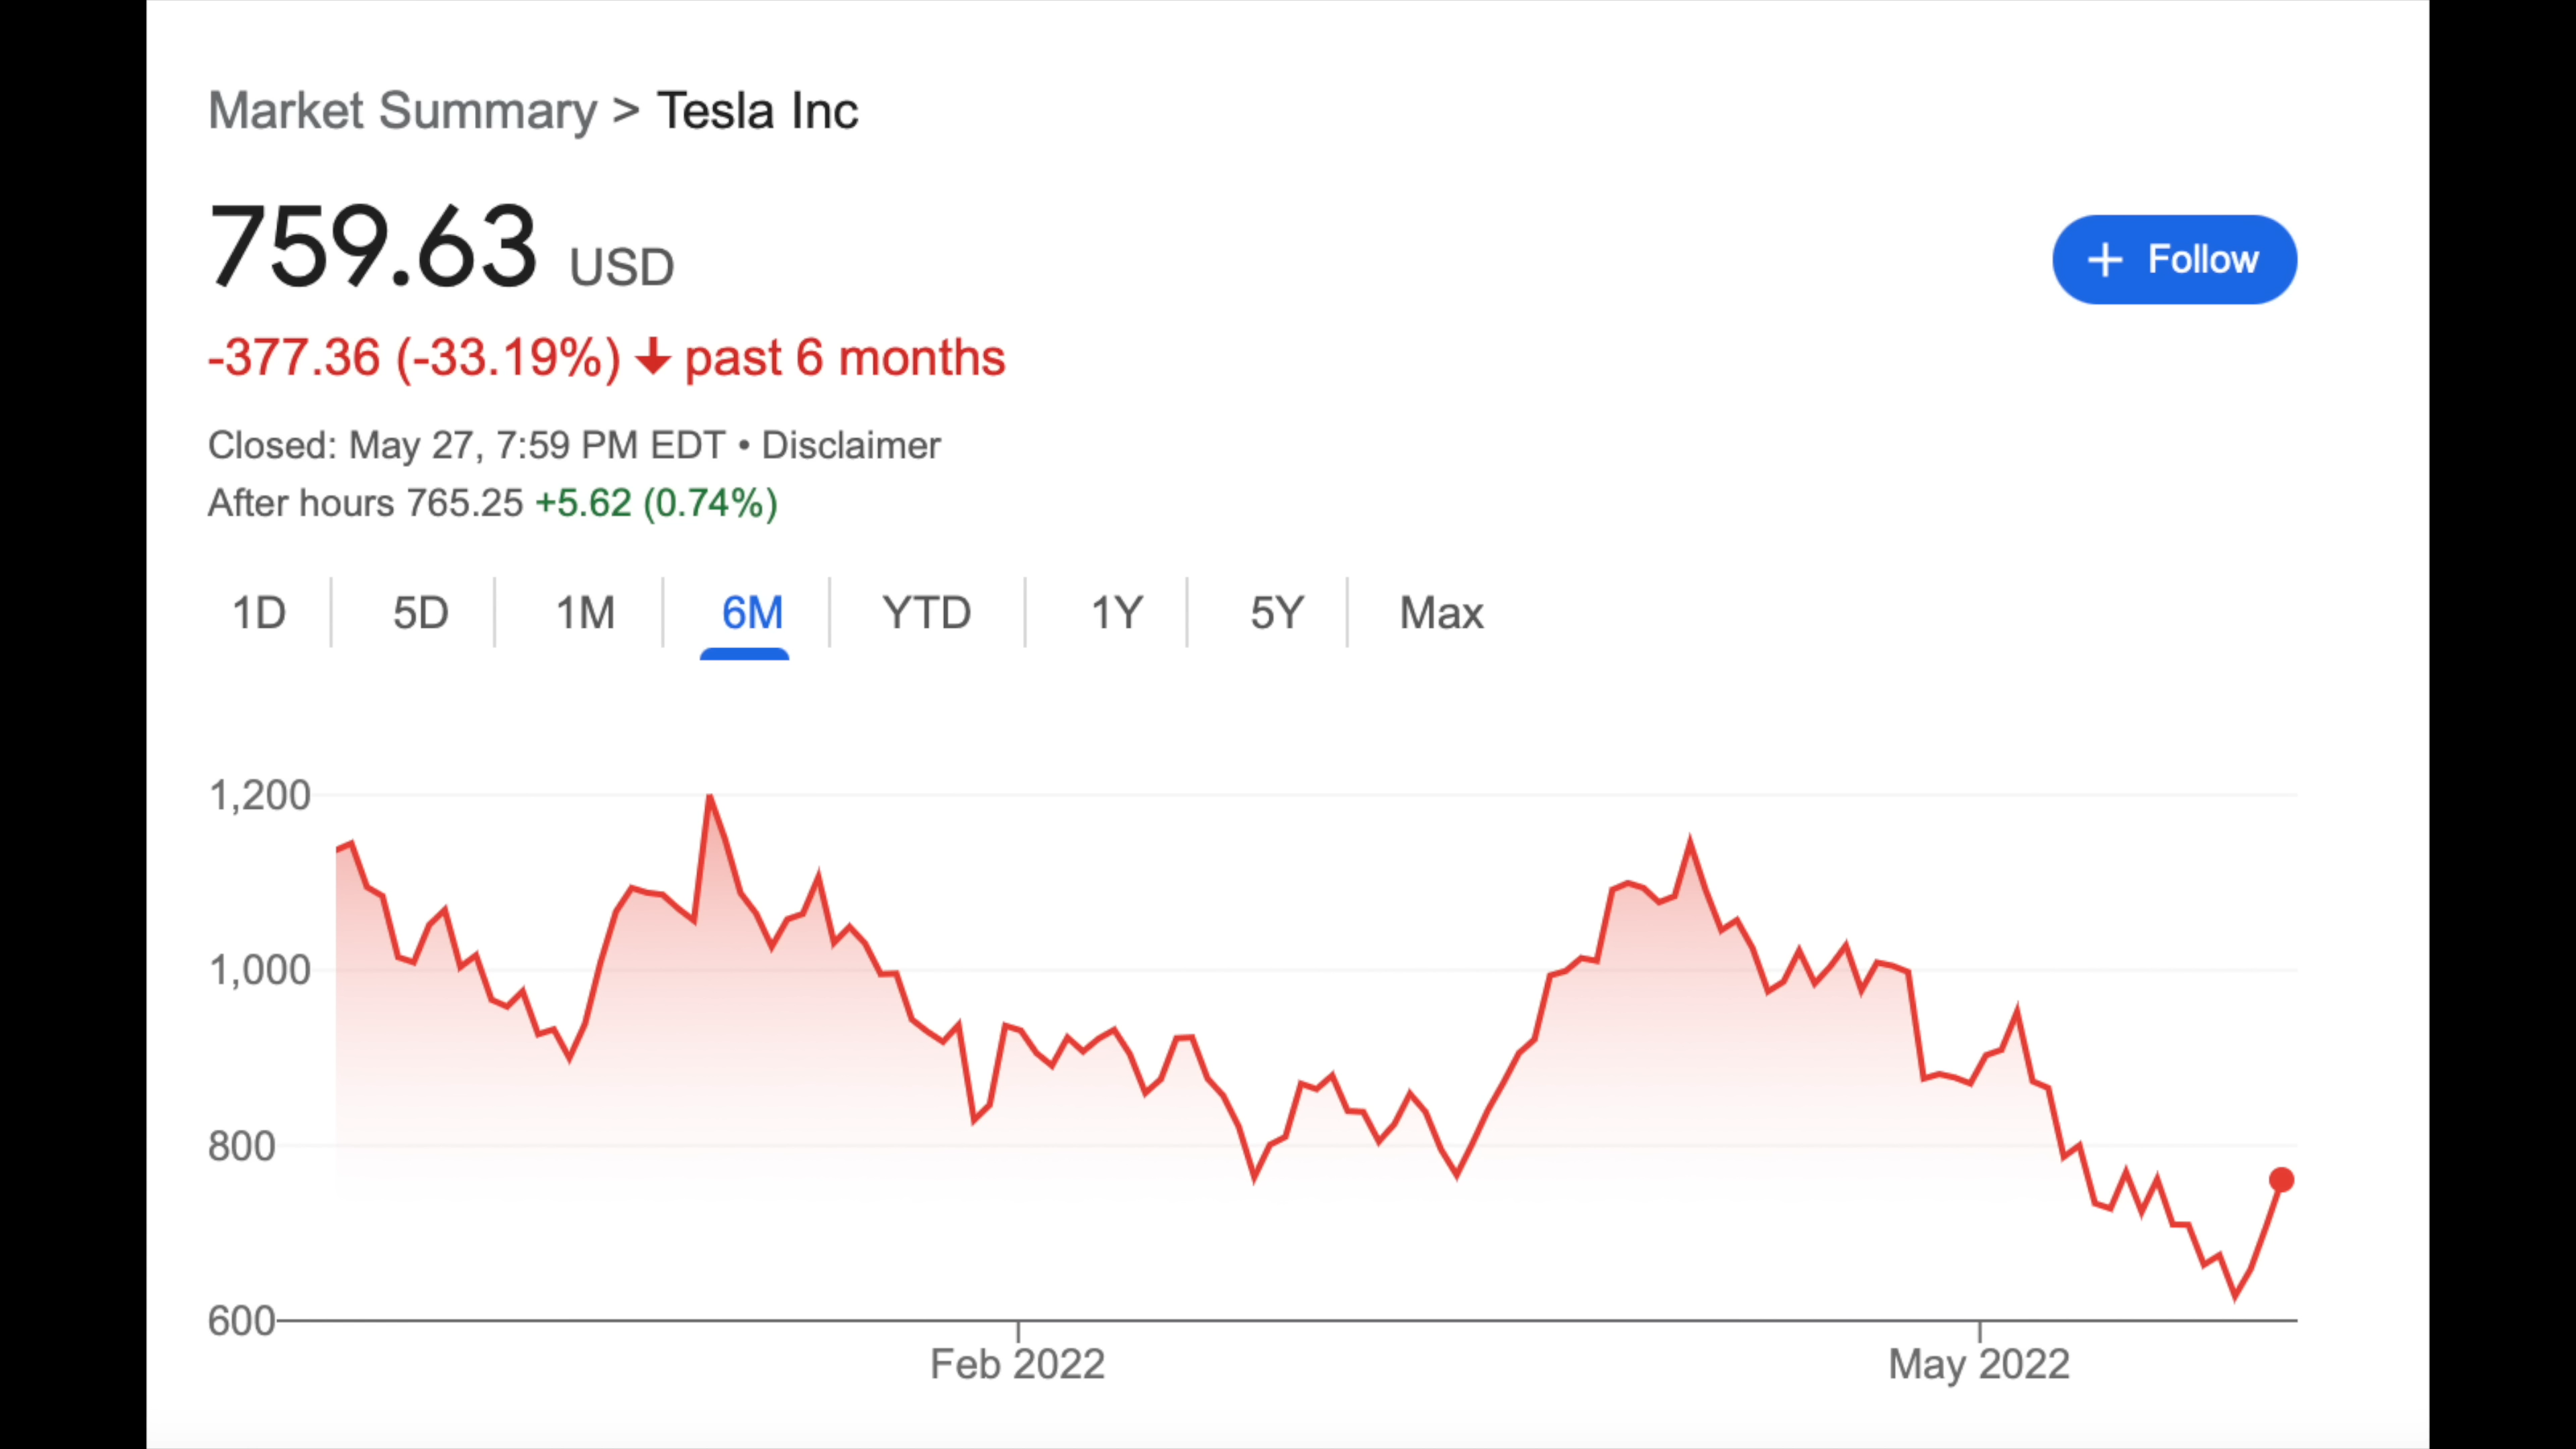 Market Summary > Tesla Inc
759.63 USD
+ Follow
-377.36 (-33.19%) ↓ past 6 months
Closed: May 27, 7:59 PM EDT • Disclaimer
After hours 765.25 +5.62 (0.74%)
1D 5D 1M 6M YTD 1Y 5Y Max
1,200
1,000
800
600
Feb 2022 May 2022